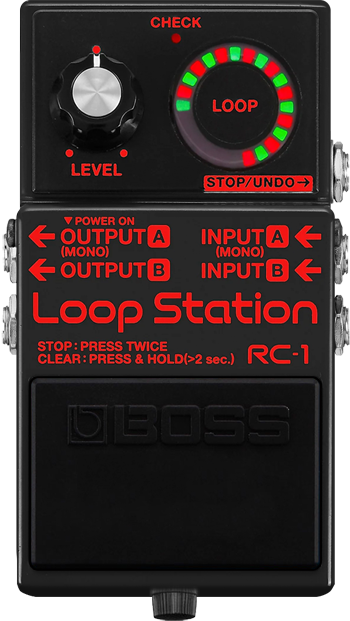 CHECK
LOOP
LEVEL
STOP/UNDO→
▼POWER ON
←OUTPUT A INPUT A←
(MONO) (MONO)
←OUTPUT B INPUT B←
Loop Station
STOP : PRESS TWICE
CLEAR : PRESS & HOLD(>2 sec.) RC-1
BOSS